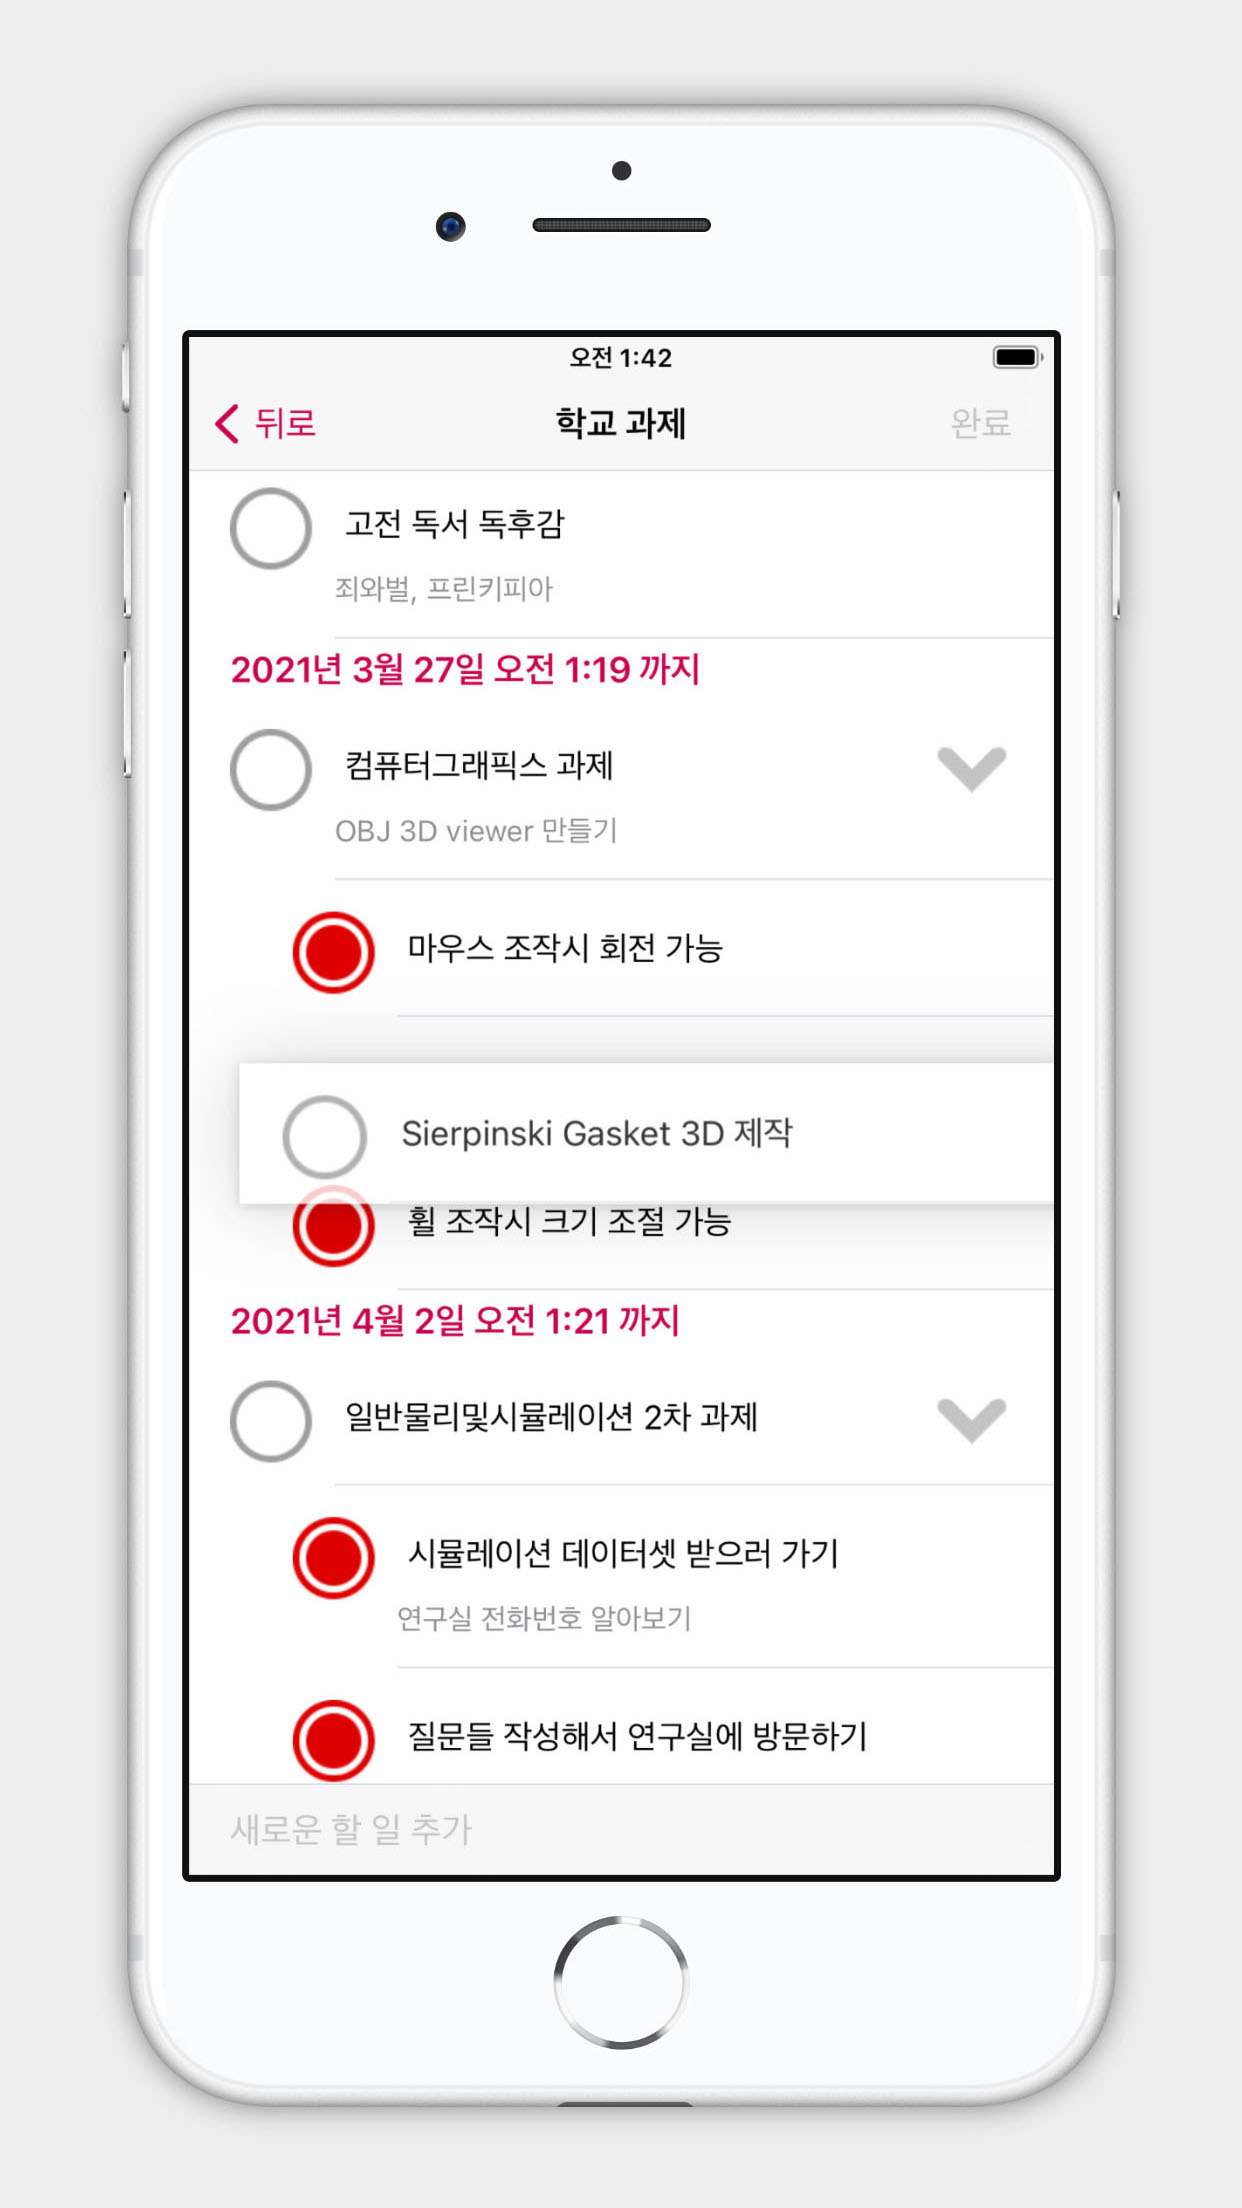 오전 1:42
뒤로
학교 과제
완료
고전 독서 독후감
죄와벌, 프린키피아
2021년 3월 27일 오전 1:19 까지
컴퓨터그래픽스 과제
OBJ 3D viewer 만들기
마우스 조작시 회전 가능
Sierpinski Gasket 3D 제작
휠 조작시 크기 조절 가능
2021년 4월 2일 오전 1:21 까지
일반물리및시뮬레이션 2차 과제
시뮬레이션 데이터셋 받으러 가기
연구실 전화번호 알아보기
질문들 작성해서 연구실에 방문하기
새로운 할 일 추가